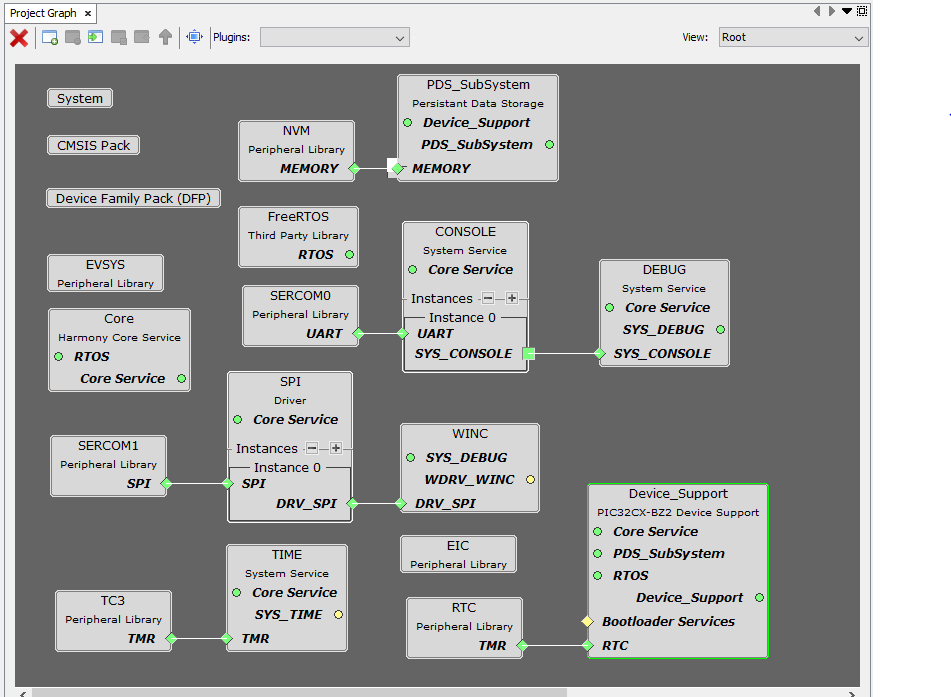 Project Graph
Plugins:
View: Root
System
CMSIS Pack
Device Family Pack (DFP)
EVSYS
Peripheral Library
Core
Harmony Core Service
RTOS
Core Service
SERCOM1
Peripheral Library
SPI
TC3
Peripheral Library
TMR
NVM
Peripheral Library
MEMORY
FreeRTOS
Third Party Library
RTOS
SERCOM0
Peripheral Library
UART
SPI
Driver
Core Service
Instances
Instance 0
SPI
DRV_SPI
TIME
System Service
Core Service
SYS_TIME
TMR
PDS_SubSystem
Persistant Data Storage
Device_Support
PDS_SubSystem
MEMORY
CONSOLE
System Service
Core Service
Instances
Instance 0
UART
SYS_CONSOLE
WINC
SYS_DEBUG
WDRV_WINC
DRV_SPI
EIC
Peripheral Library
RTC
Peripheral Library
TMR
DEBUG
System Service
Core Service
SYS_DEBUG
SYS_CONSOLE
Device_Support
PIC32CX-BZ2 Device Support
Core Service
PDS_SubSystem
RTOS
Device_Support
Bootloader Services
RTC